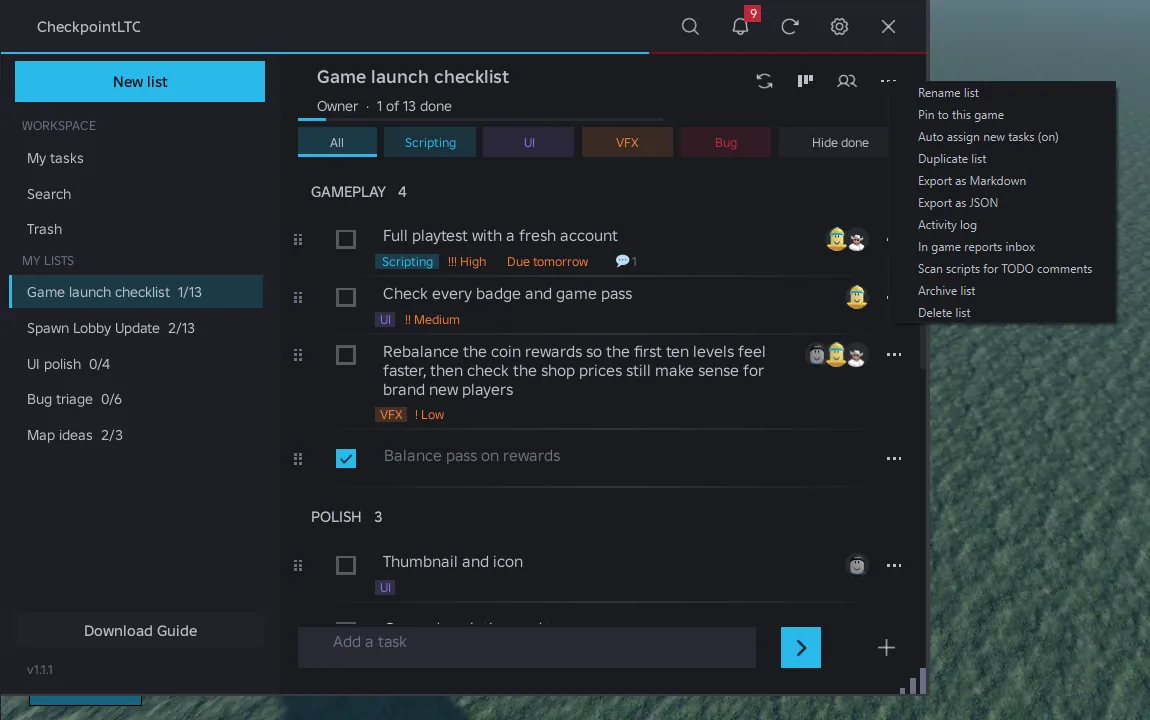 CheckpointLTC
9
New list
WORKSPACE
My tasks
Search
Trash
MY LISTS
Game launch checklist 1/13
Spawn Lobby Update 2/13
UI polish 0/4
Bug triage 0/6
Map ideas 2/3
Download Guide
v1.1.1
Game launch checklist
Owner · 1 of 13 done
All
Scripting
UI
VFX
Bug
Hide done
GAMEPLAY 4
Full playtest with a fresh account
Scripting !!! High Due tomorrow 1
Check every badge and game pass
UI !! Medium
Rebalance the coin rewards so the first ten levels feel
faster, then check the shop prices still make sense for
brand new players
VFX ! Low
Balance pass on rewards
POLISH 3
Thumbnail and icon
UI
Add a task
Rename list
Pin to this game
Auto assign new tasks (on)
Duplicate list
Export as Markdown
Export as JSON
Activity log
In game reports inbox
Scan scripts for TODO comments
Archive list
Delete list